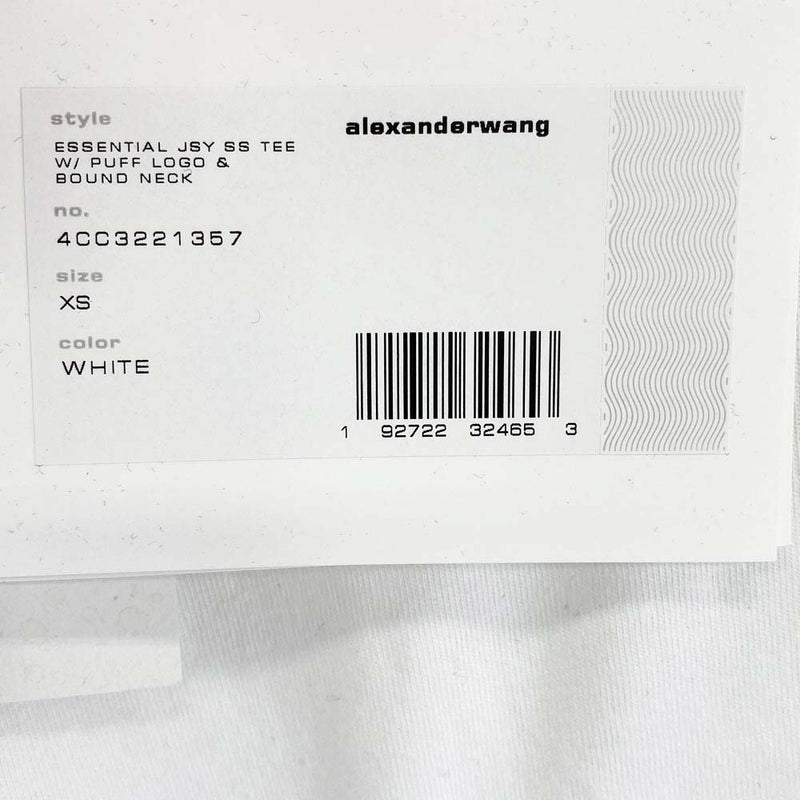 style
ESSENTIAL JSY SS TEE
W/ PUFF LOGO &
BOUND NECK
no.
4CC3221357
size
XS
color
WHITE
alexanderwang
1 92722 32465 3